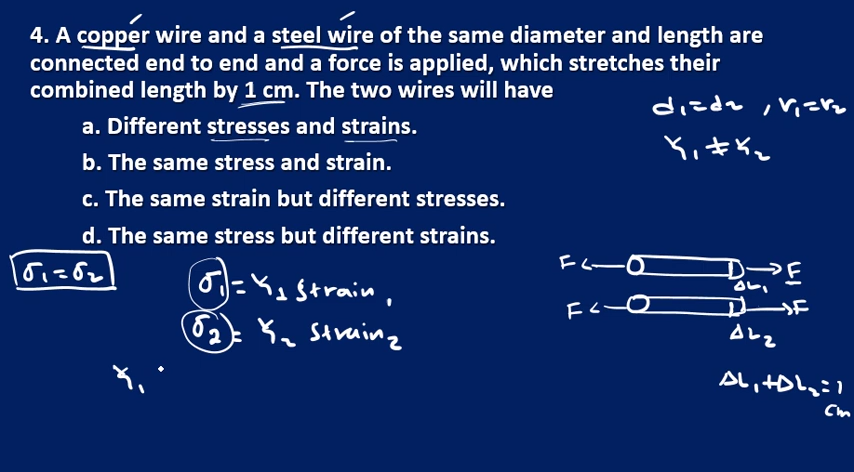 4. A copper wire and a steel wire of the same diameter and length are
connected end to end and a force is applied, which stretches their
combined length by 1 cm. The two wires will have
d₁=d₂ , r₁=r₂
a. Different stresses and strains.
Y₁≠Y₂
b. The same stress and strain.
c. The same strain but different stresses.
d. The same stress but different strains.
σ₁=σ₂
σ₁=Y₁ Strain₁
σ₂= Y₂ Strain₂
Y₁
F F
ΔL₁
F F
ΔL₂
ΔL₁+ΔL₂=1
cm